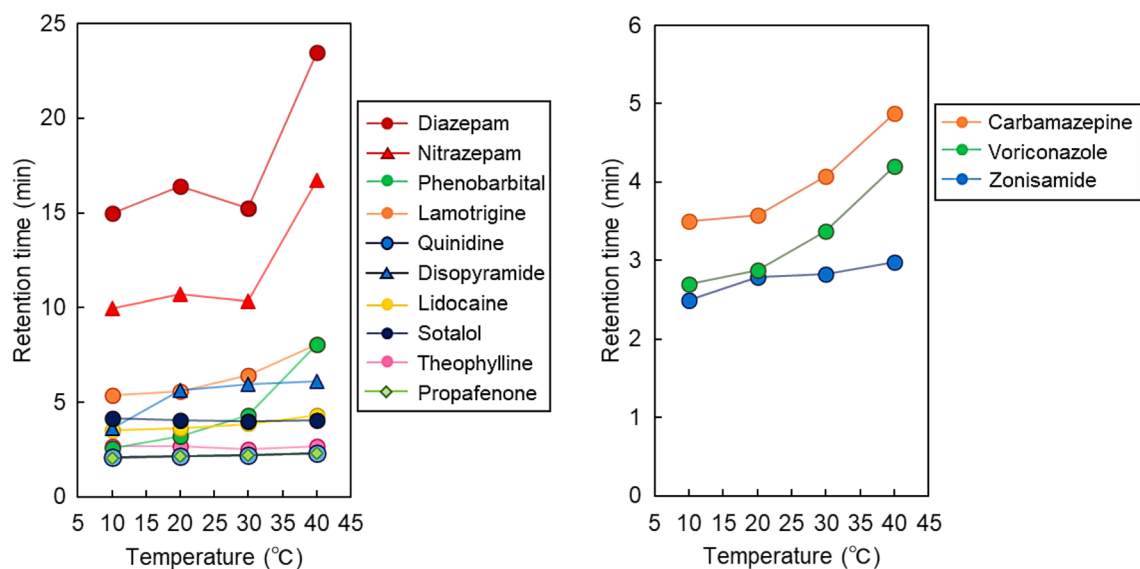 25
20
15
10
5
0
Retention time (min)
5 10 15 20 25 30 35 40 45
Temperature (℃)
Diazepam
Nitrazepam
Phenobarbital
Lamotrigine
Quinidine
Disopyramide
Lidocaine
Sotalol
Theophylline
Propafenone
6
5
4
3
2
1
0
Retention time (min)
5 10 15 20 25 30 35 40 45
Temperature (℃)
Carbamazepine
Voriconazole
Zonisamide